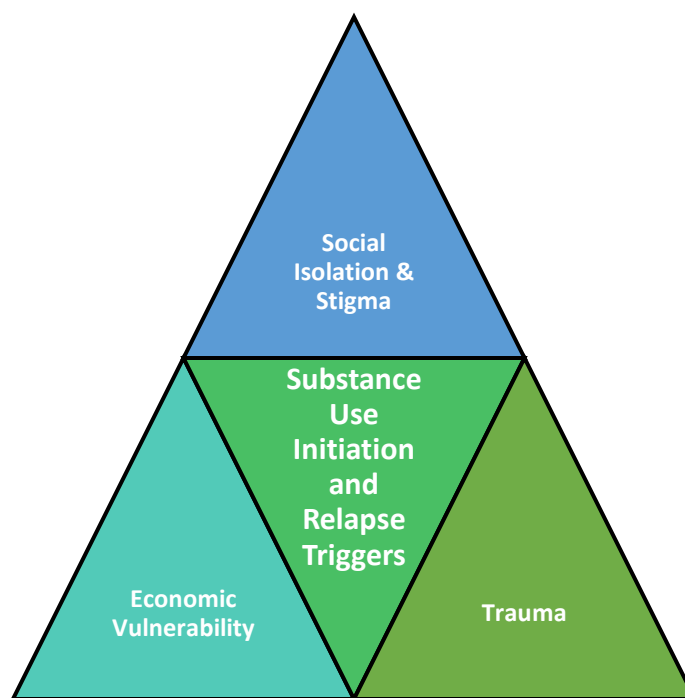 Social
Isolation &
Stigma
Substance
Use
Initiation
and
Relapse
Triggers
Economic
Vulnerability
Trauma